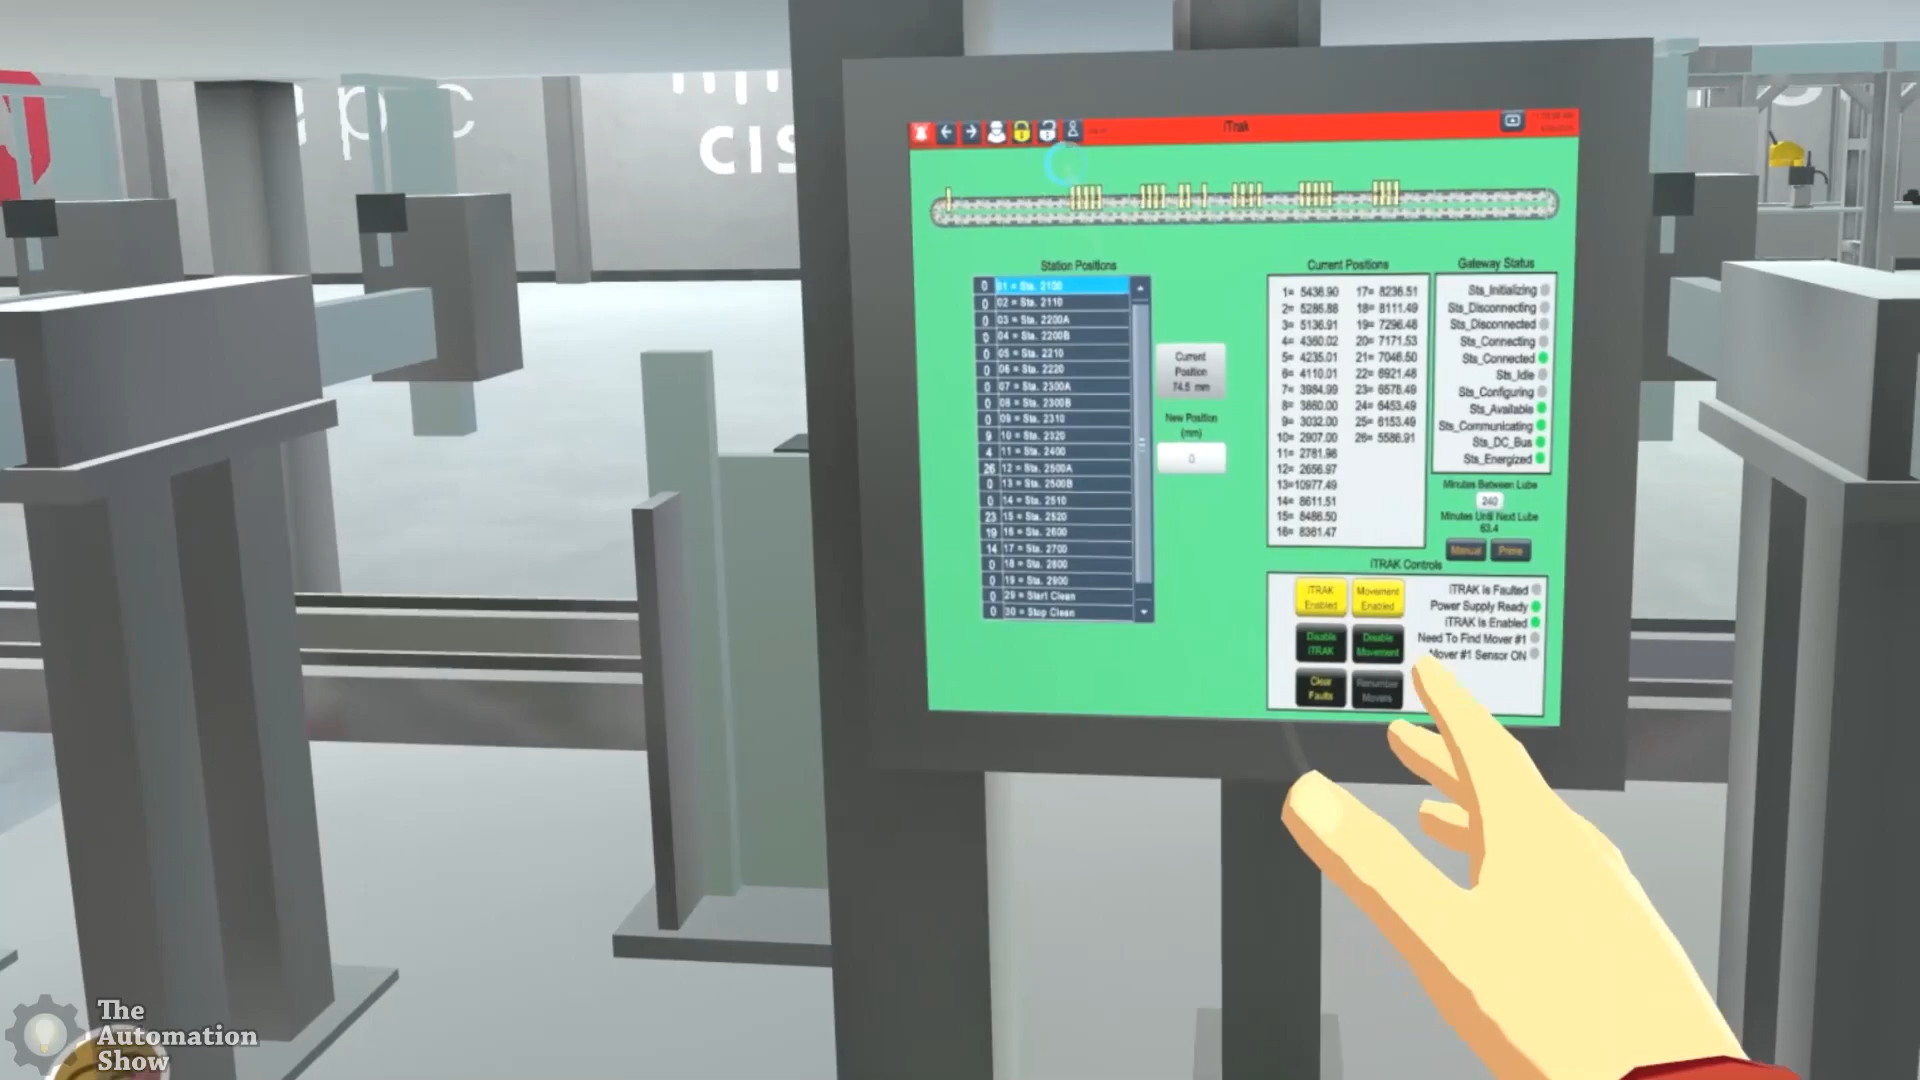 apc
CIS
iTrak
Station Positions
0 01 = Sta. 2100
0 02 = Sta. 2110
0 03 = Sta. 2200A
0 04 = Sta. 2200B
0 05 = Sta. 2210
0 06 = Sta. 2220
0 07 = Sta. 2300A
0 08 = Sta. 2300B
0 09 = Sta. 2310
9 10 = Sta. 2320
4 11 = Sta. 2400
26 12 = Sta. 2500A
0 13 = Sta. 2500B
0 14 = Sta. 2510
23 15 = Sta. 2520
19 16 = Sta. 2600
14 17 = Sta. 2700
0 18 = Sta. 2800
0 19 = Sta. 2900
0 29 = Start Clean
0 30 = Stop Clean
Current
Position
74.5 mm
New Position
(mm)
0
Current Positions
1= 5436.90 17= 8236.51
2= 5286.88 18= 8111.49
3= 5136.91 19= 7296.48
4= 4360.02 20= 7171.53
5= 4235.01 21= 7046.50
6= 4110.01 22= 6921.48
7= 3984.99 23= 6578.49
8= 3860.00 24= 6453.49
9= 3032.00 25= 6153.49
10= 2907.00 26= 5586.91
11= 2781.98
12= 2656.97
13=10977.49
14= 8611.51
15= 8486.50
16= 8361.47
Gateway Status
Sts_Initializing
Sts_Disconnecting
Sts_Disconnected
Sts_Connecting
Sts_Connected
Sts_Idle
Sts_Configuring
Sts_Available
Sts_Communicating
Sts_DC_Bus
Sts_Energized
Minutes Between Lube
240
Minutes Until Next Lube
63.4
Manual Prime
iTRAK Controls
iTRAK Enabled
Movement Enabled
Disable iTRAK
Disable Movement
Clear Faults
Renumber Movers
iTRAK Is Faulted
Power Supply Ready
iTRAK Is Enabled
Need To Find Mover #1
Mover #1 Sensor ON
The
Automation
Show